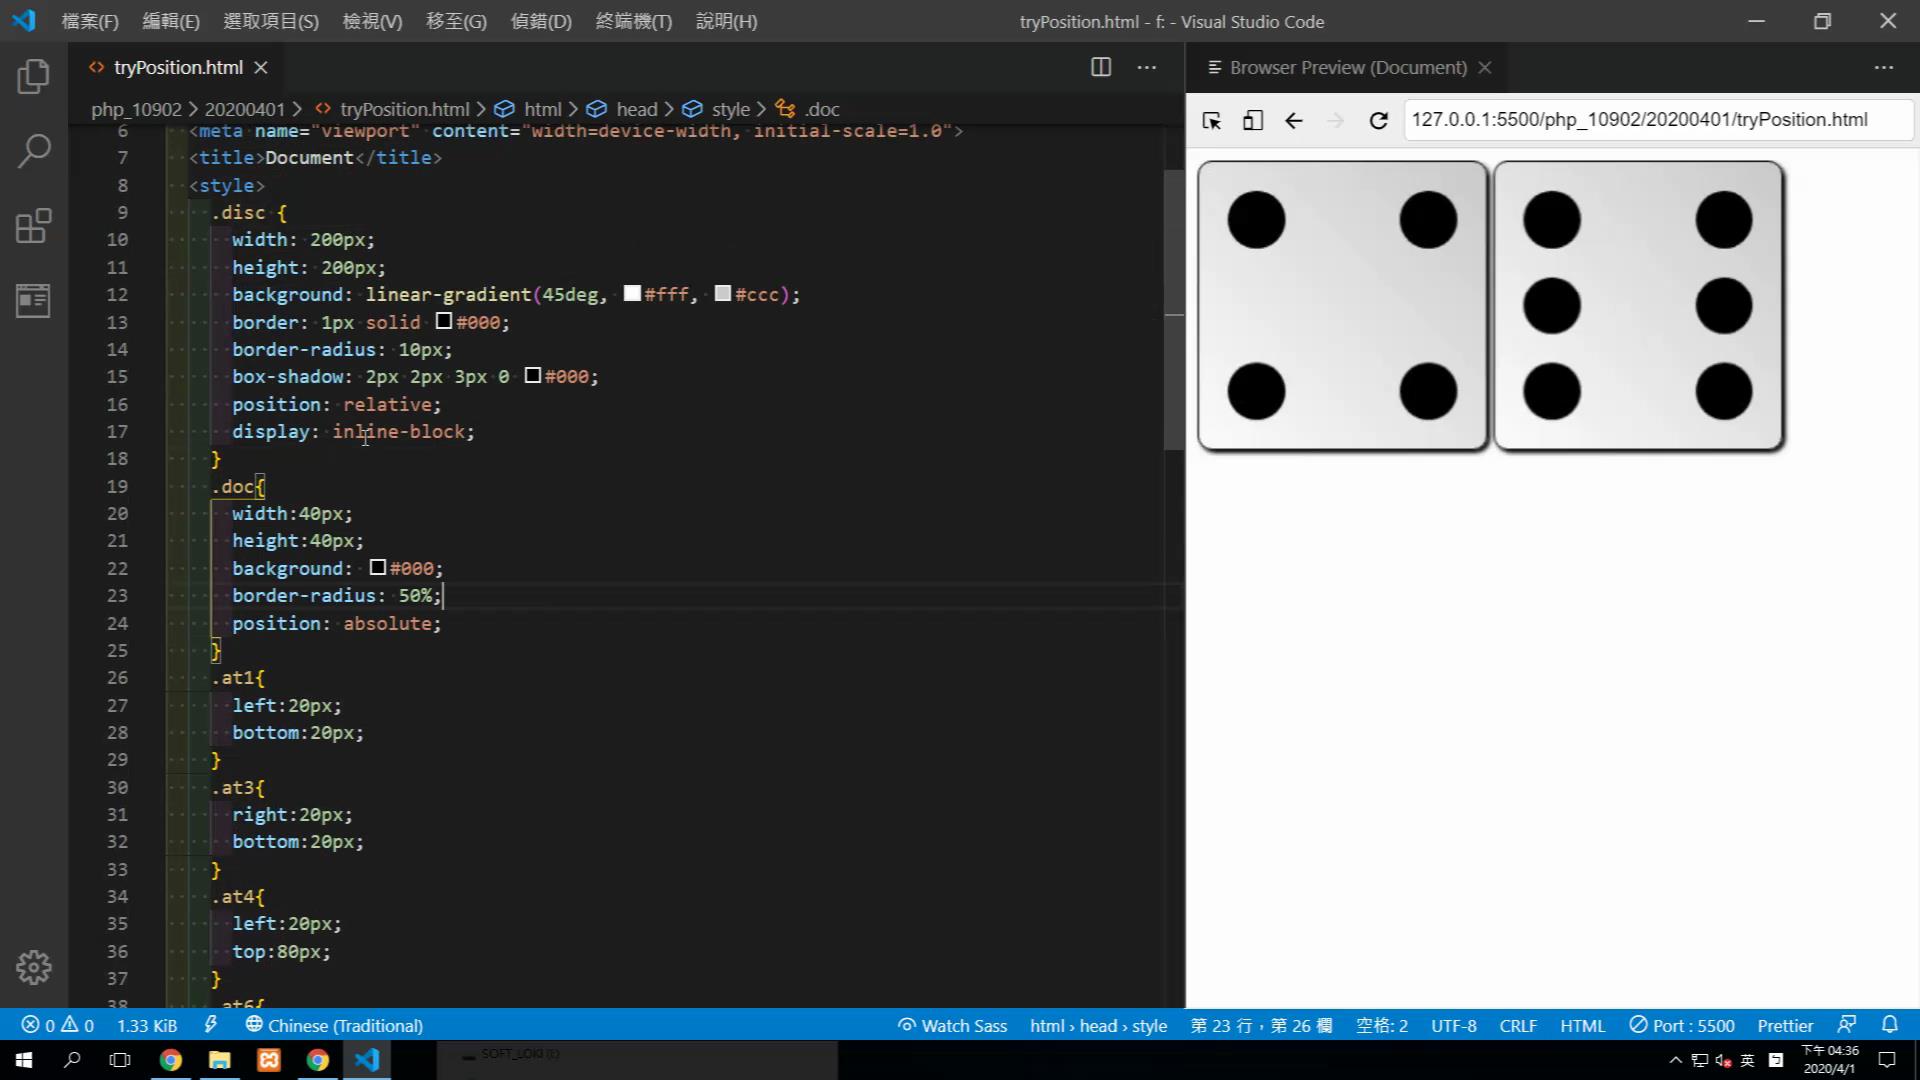 檔案(F) 編輯(E) 選取項目(S) 檢視(V) 移至(G) 偵錯(D) 終端機(T) 說明(H) tryPosition.html - f: - Visual Studio Code
tryPosition.html
Browser Preview (Document)
php_10902 > 20200401 > tryPosition.html > html > head > style > .doc
127.0.0.1:5500/php_10902/20200401/tryPosition.html
6 <meta name="viewport" content="width=device-width, initial-scale=1.0">
7 <title>Document</title>
8 <style>
9 .disc {
10 width: 200px;
11 height: 200px;
12 background: linear-gradient(45deg, #fff, #ccc);
13 border: 1px solid #000;
14 border-radius: 10px;
15 box-shadow: 2px 2px 3px 0 #000;
16 position: relative;
17 display: inline-block;
18 }
19 .doc{
20 width:40px;
21 height:40px;
22 background: #000;
23 border-radius: 50%;
24 position: absolute;
25 }
26 .at1{
27 left:20px;
28 bottom:20px;
29 }
30 .at3{
31 right:20px;
32 bottom:20px;
33 }
34 .at4{
35 left:20px;
36 top:80px;
37 }
38 .at6{
0 0 1.33 KiB Chinese (Traditional) Watch Sass html › head › style 第 23 行，第 26 欄 空格: 2 UTF-8 CRLF HTML Port : 5500 Prettier
SOFT_LOKI (E:)
英
下午 04:36
2020/4/1